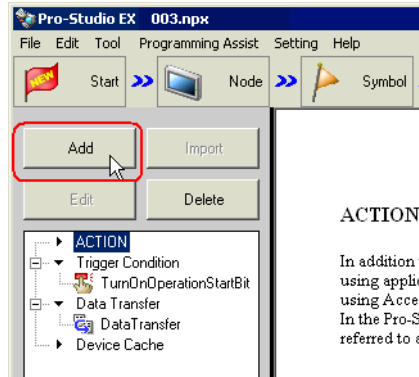 Pro-Studio EX 003.npx
File Edit Tool Programming Assist Setting Help
NEW Start Node Symbol
Add Import
Edit Delete
ACTION
Trigger Condition
TurnOnOperationStartBit
Data Transfer
DataTransfer
Device Cache
ACTION
In addition
using appli
using Acce
In the Pro-S
referred to a